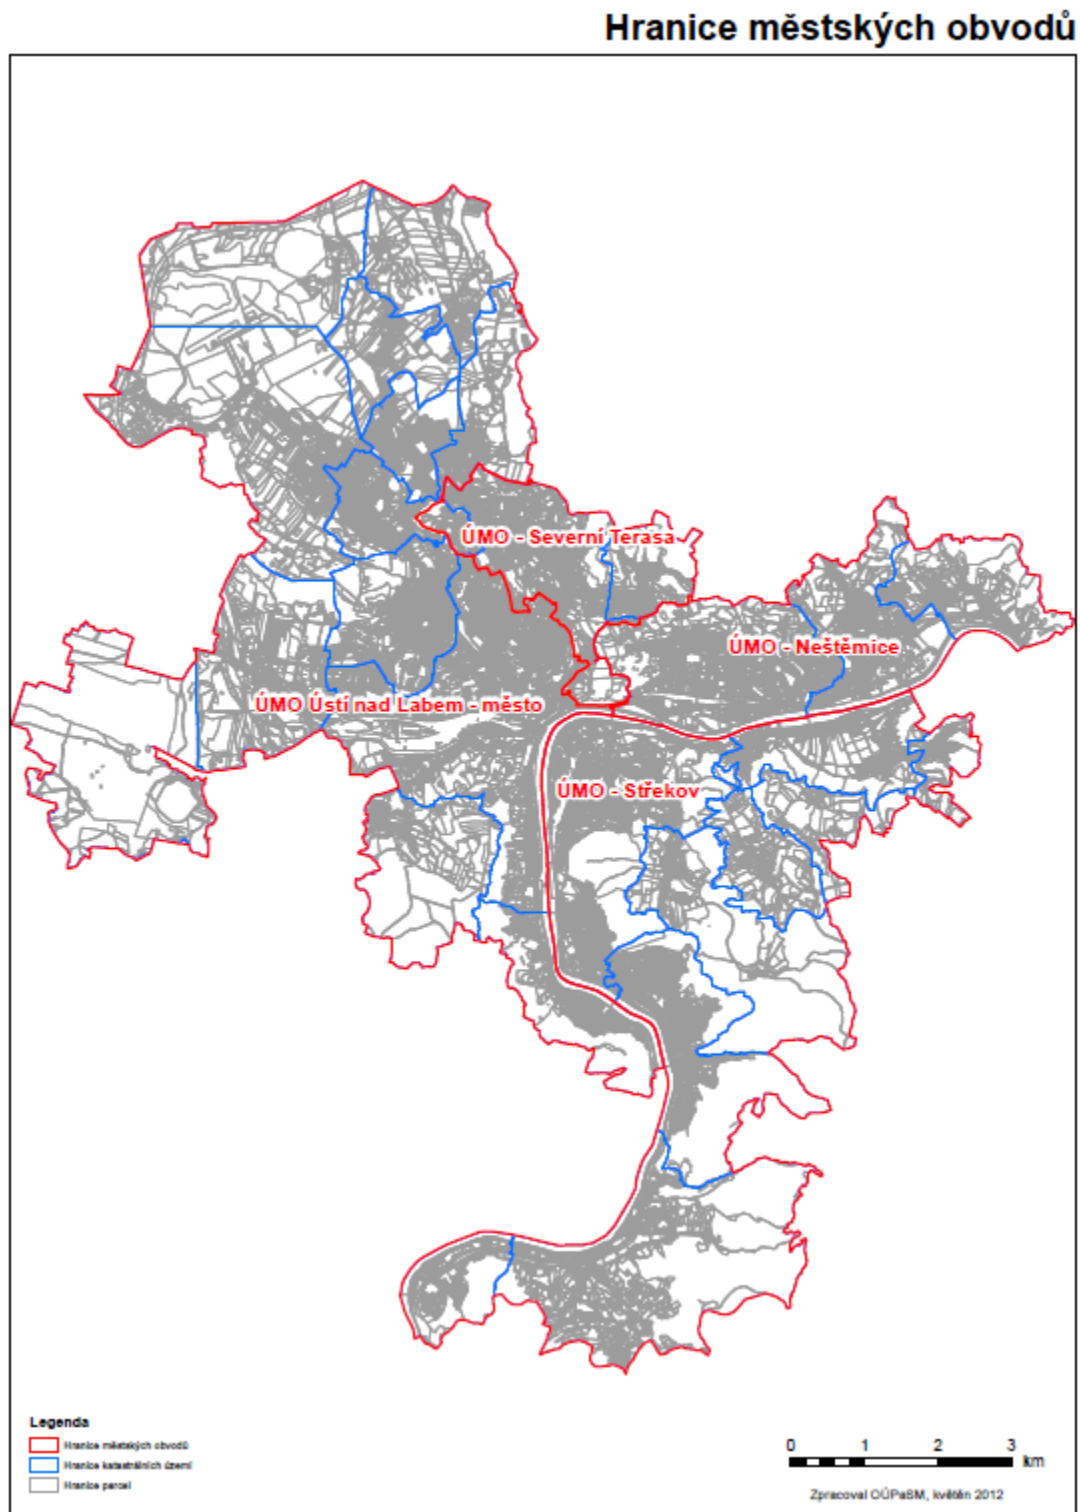 Hranice městských obvodů
ÚMO - Severní Terasa
ÚMO - Neštěmice
ÚMO Ústí nad Labem - město
ÚMO - Střekov
Legenda
Hranice městských obvodů
Hranice katastrálních území
Hranice parcel
0 1 2 3
km
Zpracoval OÚPaSM, květěn 2012